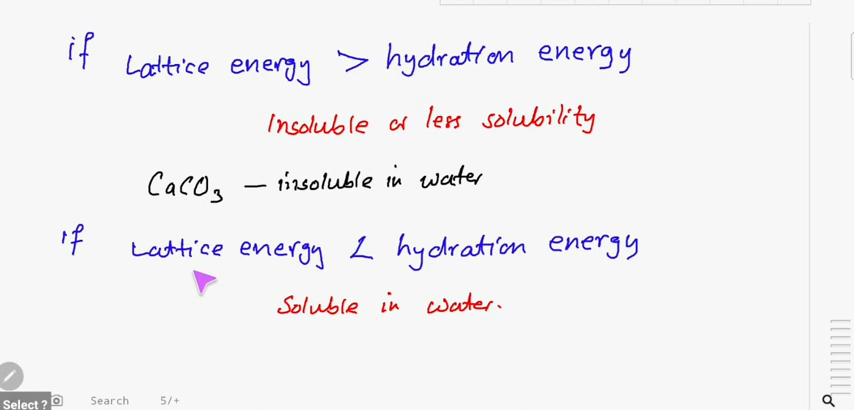 if Lattice energy > hydration energy
Insoluble or less solubility
CaCO₃ — insoluble in water
if Lattice energy < hydration energy
Soluble in water.
Select ?
Search 5/+